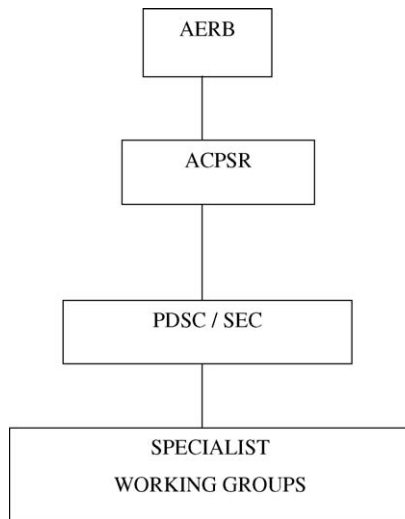 AERB
ACPSR
PDSC / SEC
SPECIALIST
WORKING GROUPS